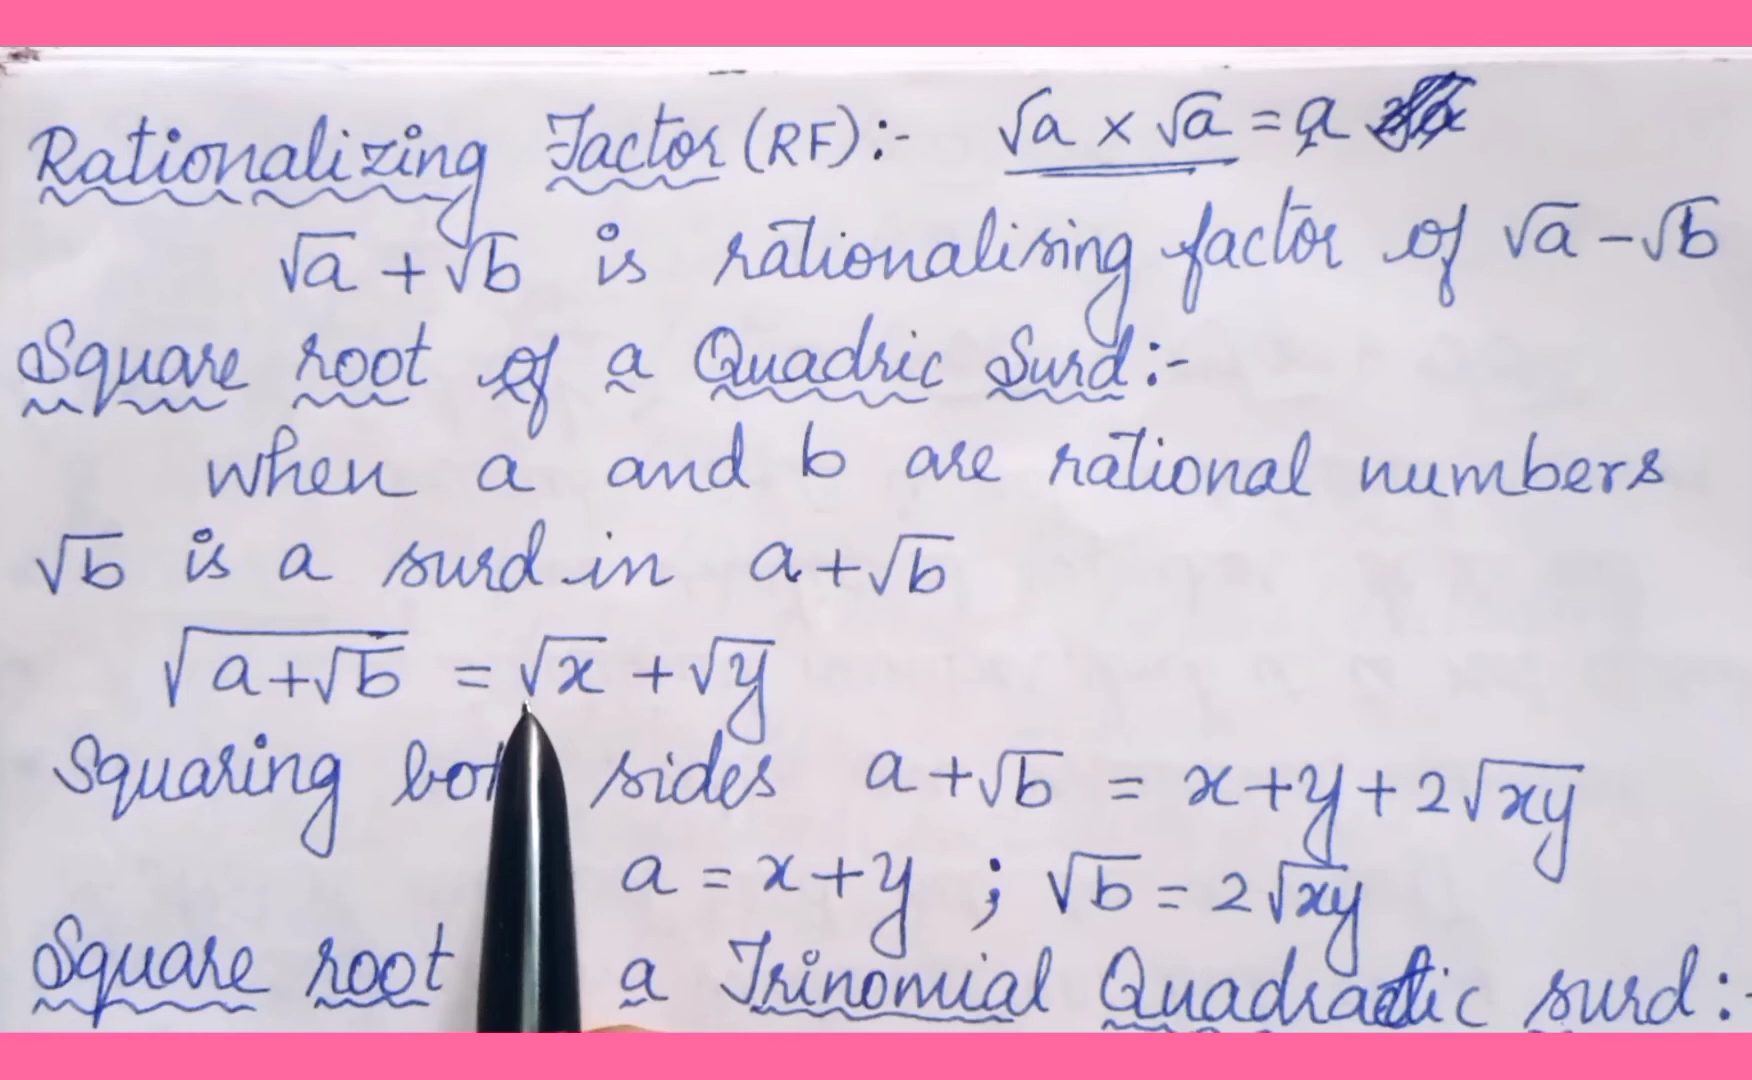 Rationalizing Factor (RF):- √a × √a = a
√a + √b is rationalising factor of √a - √b
Square root of a Quadric Surd:-
when a and b are rational numbers
√b is a surd in a + √b
√(a+√b) = √x + √y
Squaring bot sides a + √b = x + y + 2√xy
a = x + y ; √b = 2√xy
Square root a Trinomial Quadratic surd:-